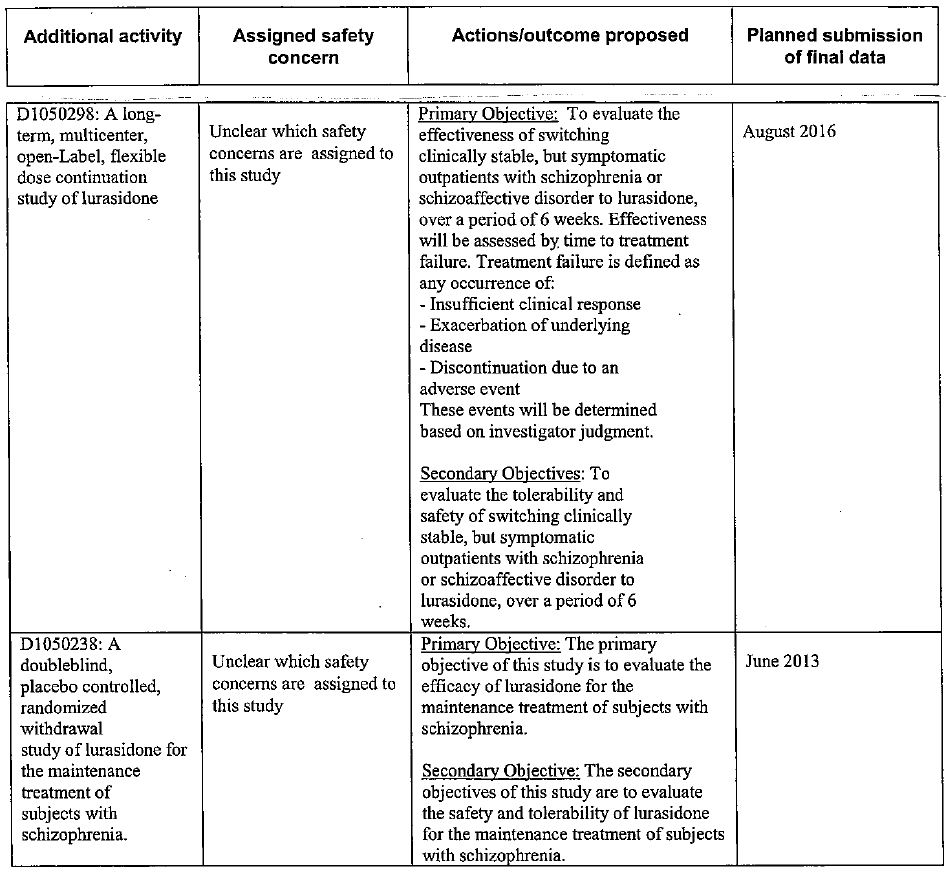 Additional activity
Assigned safety
concern
Actions/outcome proposed
Planned submission
of final data
D1050298: A long-
term, multicenter,
open-Label, flexible
dose continuation
study of lurasidone
Unclear which safety
concerns are assigned to
this study
Primary Objective: To evaluate the
effectiveness of switching
clinically stable, but symptomatic
outpatients with schizophrenia or
schizoaffective disorder to lurasidone,
over a period of 6 weeks. Effectiveness
will be assessed by time to treatment
failure. Treatment failure is defined as
any occurrence of:
- Insufficient clinical response
- Exacerbation of underlying
disease
- Discontinuation due to an
adverse event
These events will be determined
based on investigator judgment.
Secondary Objectives: To
evaluate the tolerability and
safety of switching clinically
stable, but symptomatic
outpatients with schizophrenia
or schizoaffective disorder to
lurasidone, over a period of 6
weeks.
August 2016
D1050238: A
doubleblind,
placebo controlled,
randomized
withdrawal
study of lurasidone for
the maintenance
treatment of
subjects with
schizophrenia.
Unclear which safety
concerns are assigned to
this study
Primary Objective: The primary
objective of this study is to evaluate the
efficacy of lurasidone for the
maintenance treatment of subjects with
schizophrenia.
Secondary Objective: The secondary
objectives of this study are to evaluate
the safety and tolerability of lurasidone
for the maintenance treatment of subjects
with schizophrenia.
June 2013